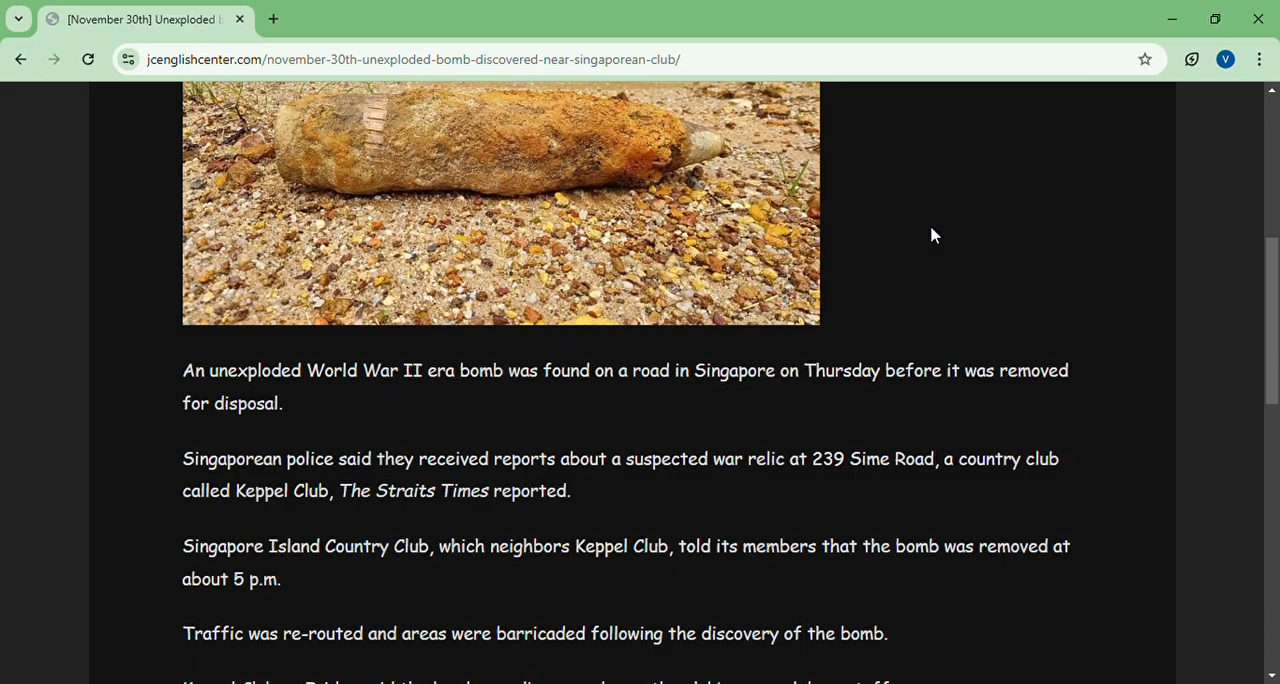 [November 30th] Unexploded b
jcenglishcenter.com/november-30th-unexploded-bomb-discovered-near-singaporean-club/
V
An unexploded World War II era bomb was found on a road in Singapore on Thursday before it was removed
for disposal.
Singaporean police said they received reports about a suspected war relic at 239 Sime Road, a country club
called Keppel Club, The Straits Times reported.
Singapore Island Country Club, which neighbors Keppel Club, told its members that the bomb was removed at
about 5 p.m.
Traffic was re-routed and areas were barricaded following the discovery of the bomb.